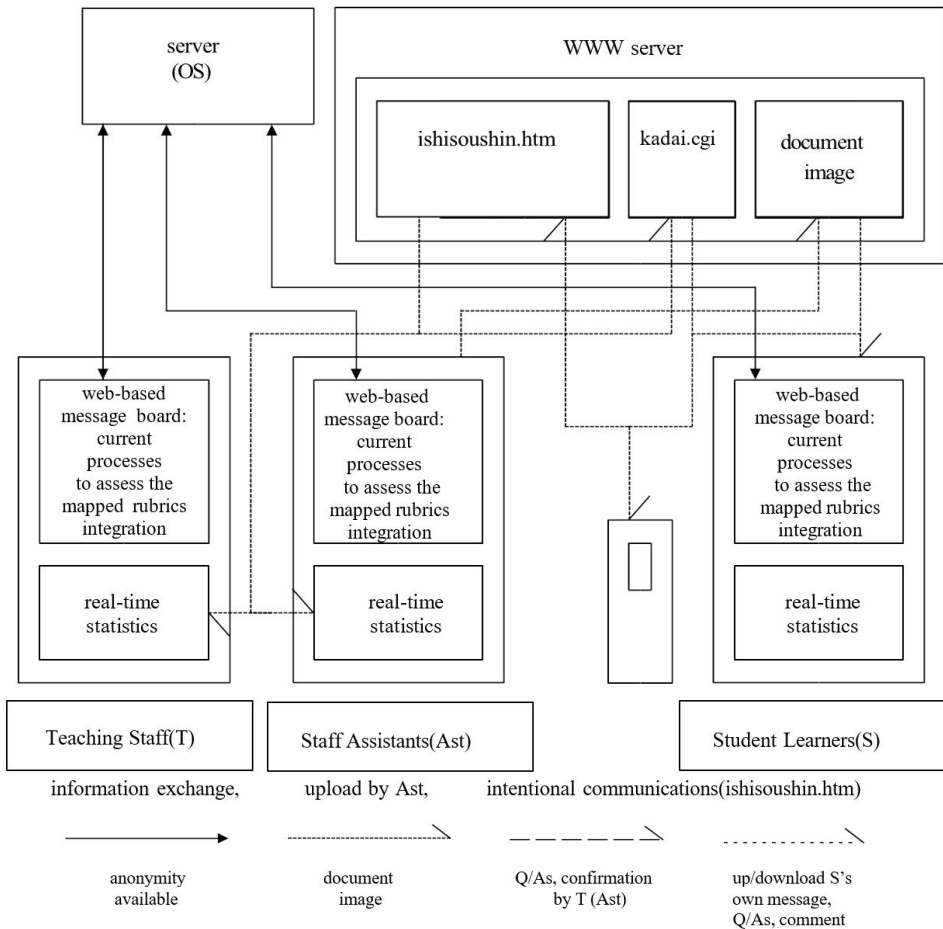 server
(OS)
WWW server
ishisoushin.htm
kadai.cgi
document
image
web-based
message board:
current
processes
to assess the
mapped rubrics
integration
real-time
statistics
web-based
message board:
current
processes
to assess the
mapped rubrics
integration
real-time
statistics
web-based
message board:
current
processes
to assess the
mapped rubrics
integration
real-time
statistics
Teaching Staff(T)
Staff Assistants(Ast)
Student Learners(S)
information exchange, upload by Ast, intentional communications(ishisoushin.htm)
anonymity
available
document
image
Q/As, confirmation
by T (Ast)
up/download S’s
own message,
Q/As, comment